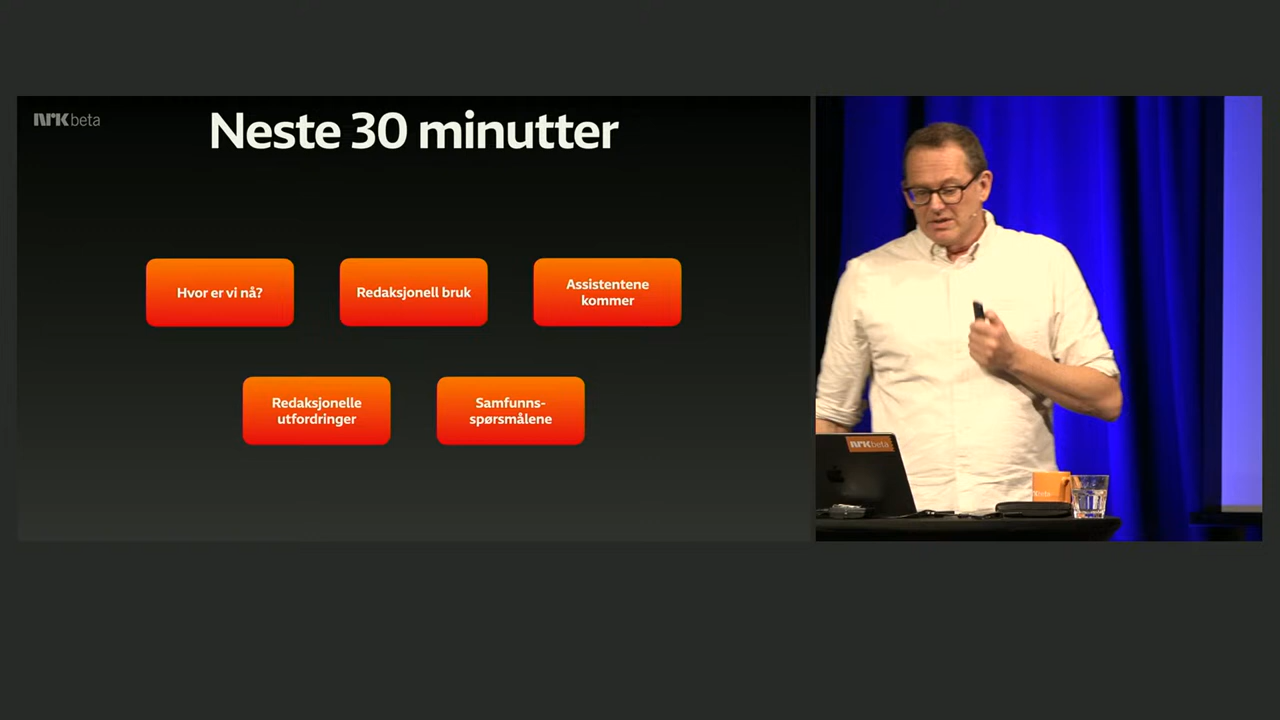 NRK beta
Neste 30 minutter
Hvor er vi nå?
Redaksjonell bruk
Assistentene
kommer
Redaksjonelle
utfordringer
Samfunns-
spørsmålene
NRK beta